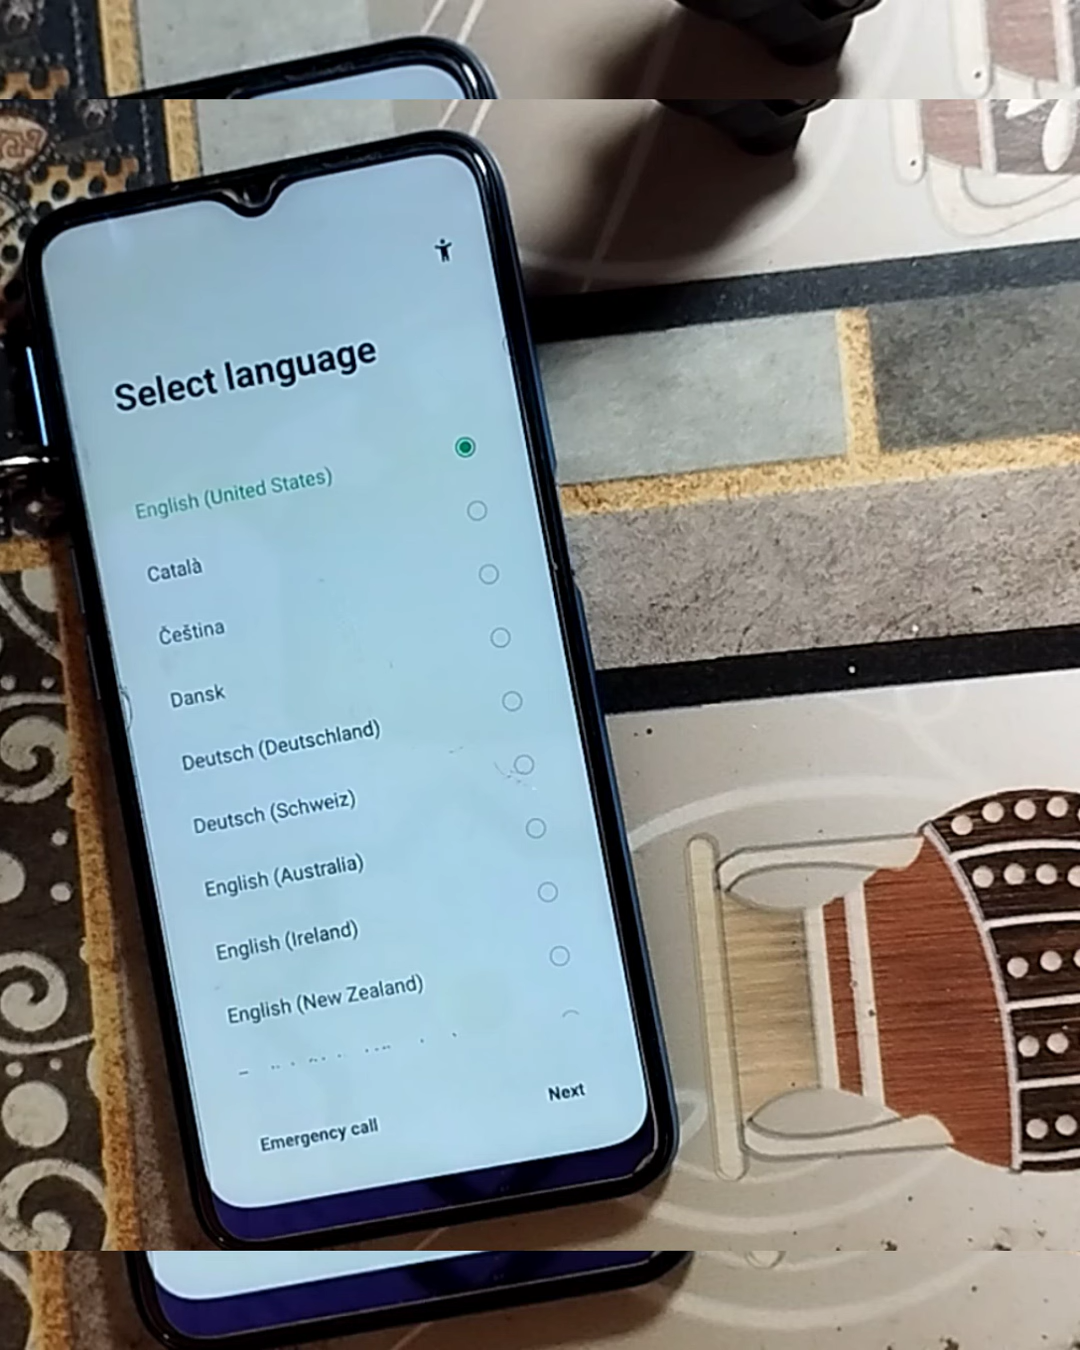 Select language
English (United States)
Català
Čeština
Dansk
Deutsch (Deutschland)
Deutsch (Schweiz)
English (Australia)
English (Ireland)
English (New Zealand)
Next
Emergency call